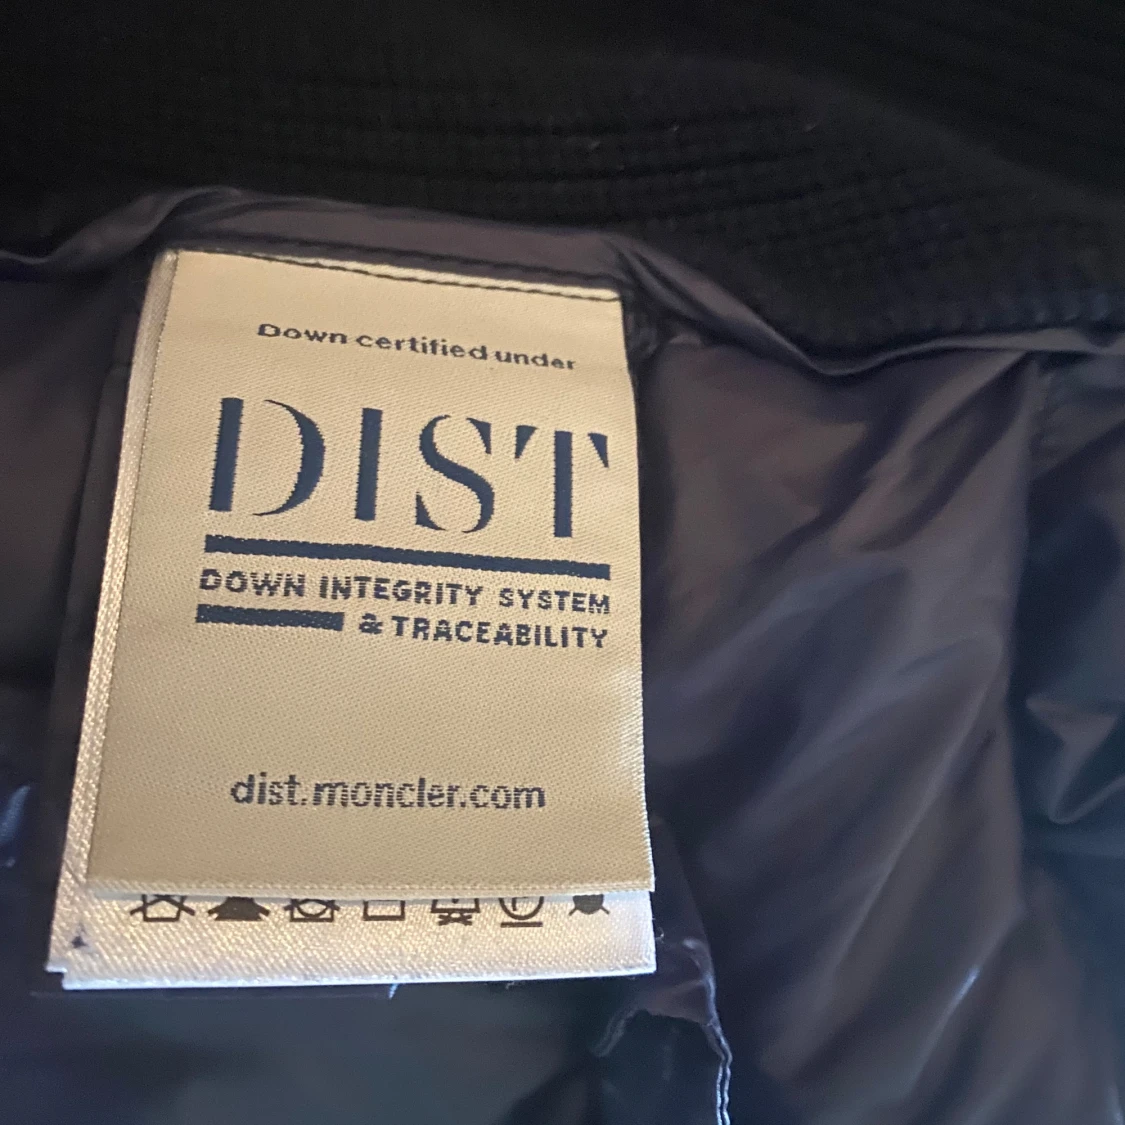 Down certified under
DIST
DOWN INTEGRITY SYSTEM
& TRACEABILITY
dist.moncler.com